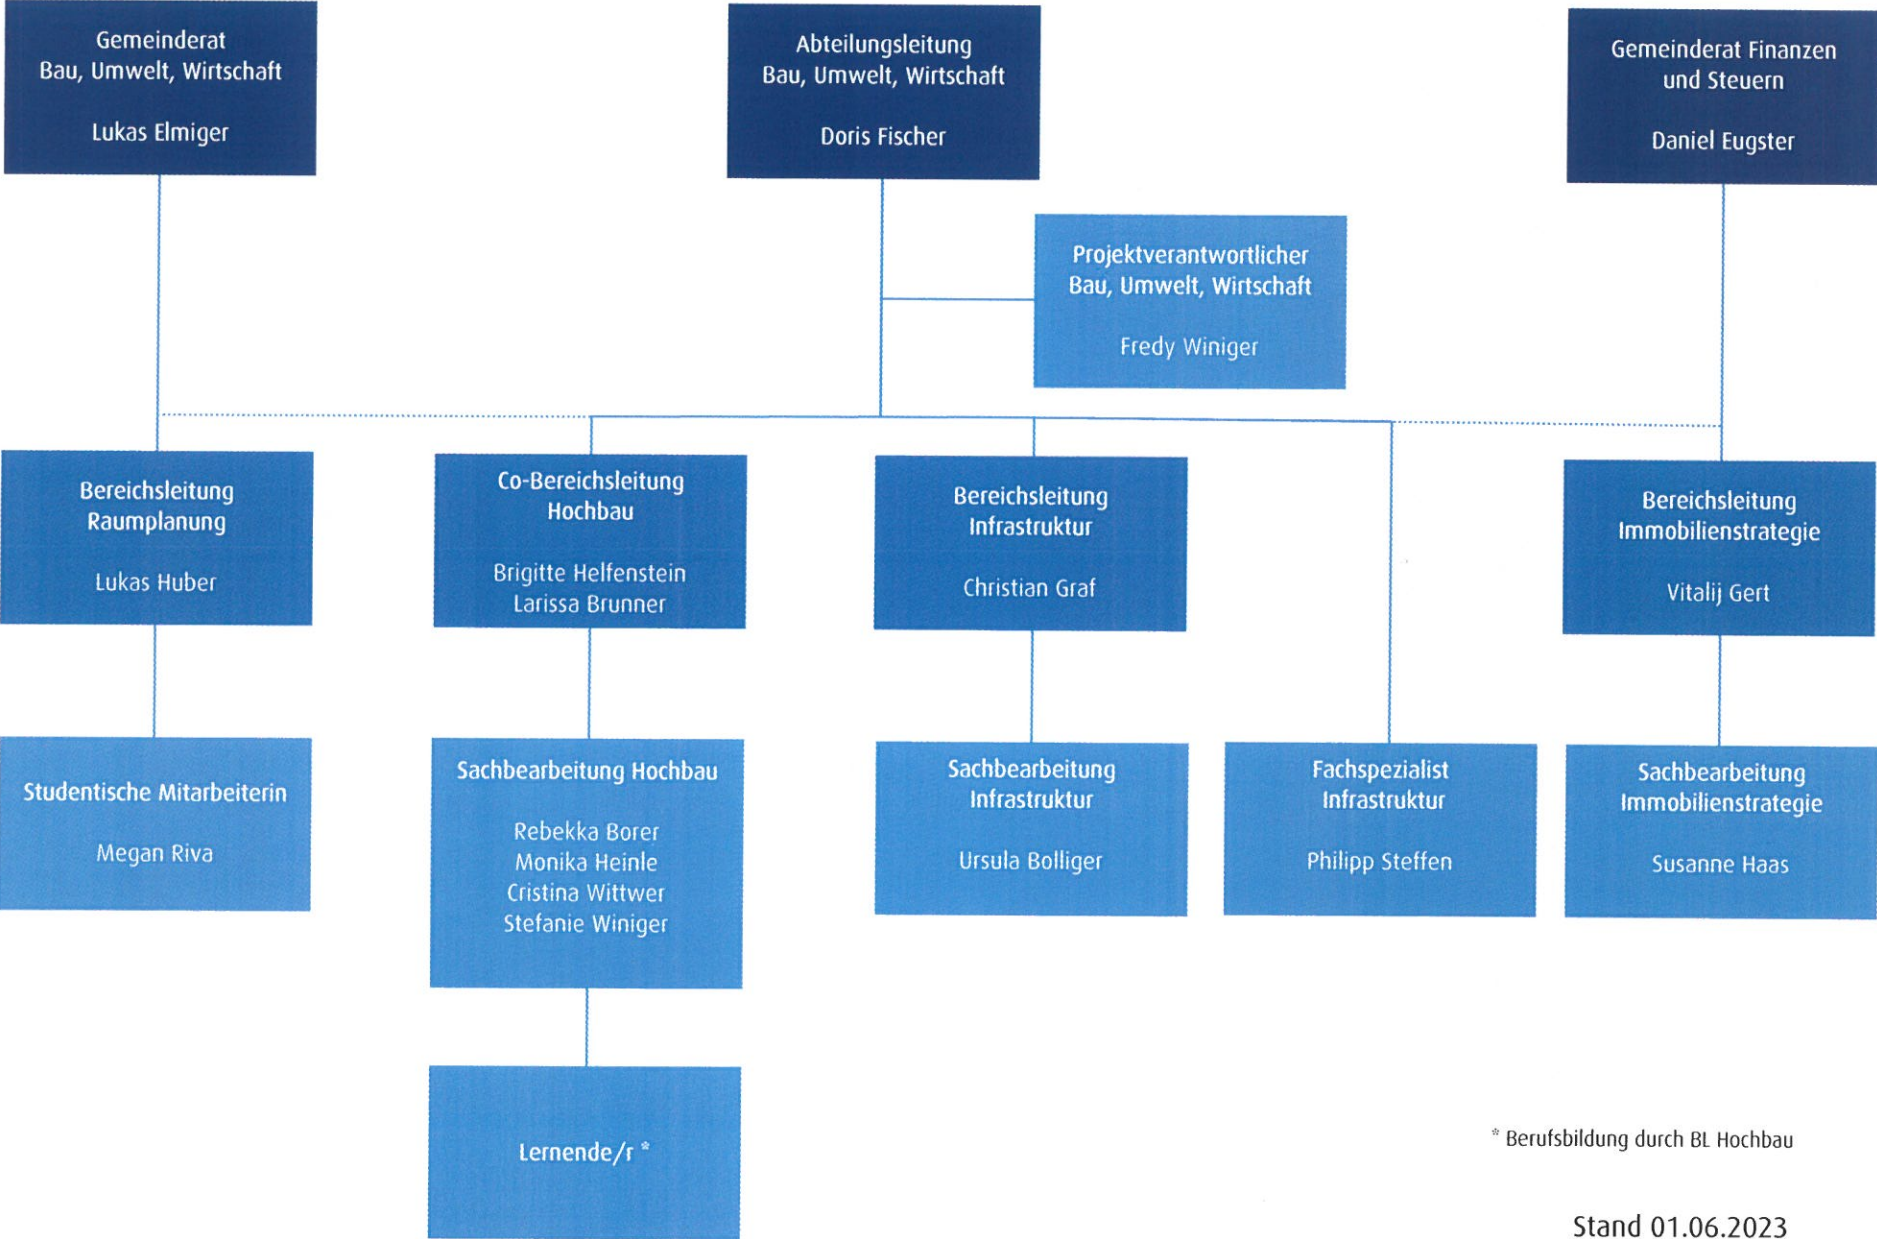 Gemeinderat
Bau, Umwelt, Wirtschaft
Lukas Elmiger
Abteilungsleitung
Bau, Umwelt, Wirtschaft
Doris Fischer
Gemeinderat Finanzen
und Steuern
Daniel Eugster
Projektverantwortlicher
Bau, Umwelt, Wirtschaft
Fredy Winiger
Bereichsleitung
Raumplanung
Lukas Huber
Co-Bereichsleitung
Hochbau
Brigitte Helfenstein
Larissa Brunner
Bereichsleitung
Infrastruktur
Christian Graf
Bereichsleitung
Immobilienstrategie
Vitalij Gert
Studentische Mitarbeiterin
Megan Riva
Sachbearbeitung Hochbau
Rebekka Borer
Monika Heinle
Cristina Wittwer
Stefanie Winiger
Sachbearbeitung
Infrastruktur
Ursula Bolliger
Fachspezialist
Infrastruktur
Philipp Steffen
Sachbearbeitung
Immobilienstrategie
Susanne Haas
Lernende/r *
* Berufsbildung durch BL Hochbau
Stand 01.06.2023